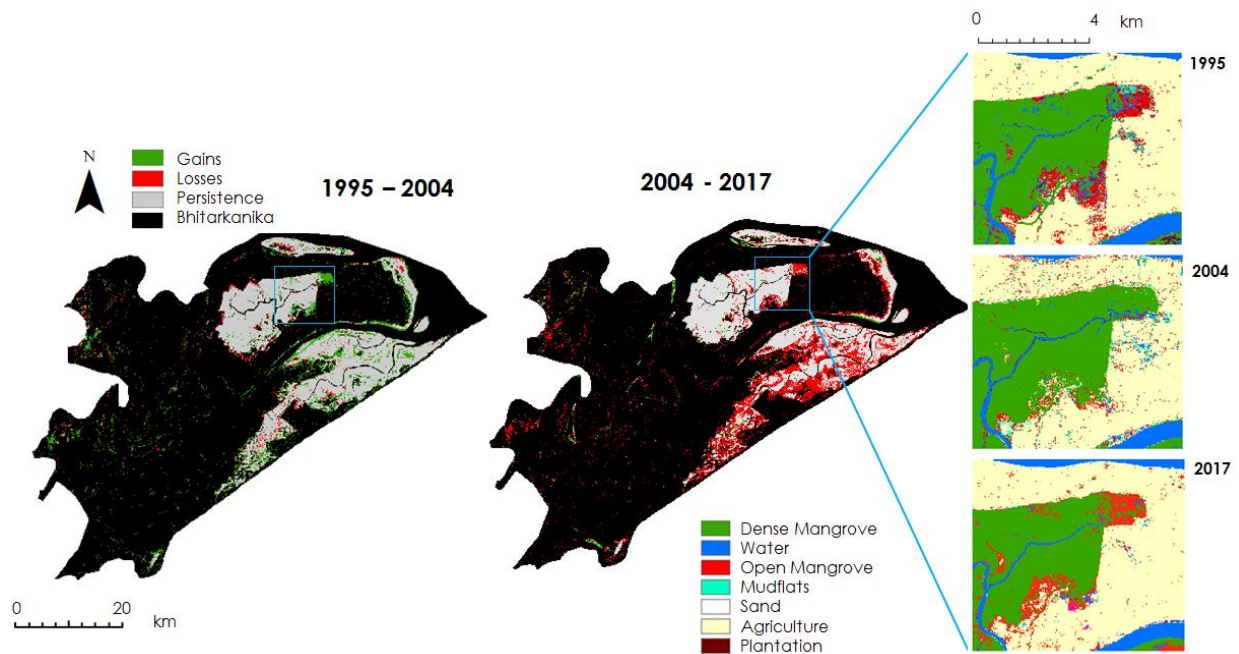 0 4 km
1995
N
Gains
Losses
Persistence
Bhitarkanika
1995 – 2004
2004 - 2017
2004
2017
Dense Mangrove
Water
Open Mangrove
Mudflats
Sand
Agriculture
Plantation
0 20
km